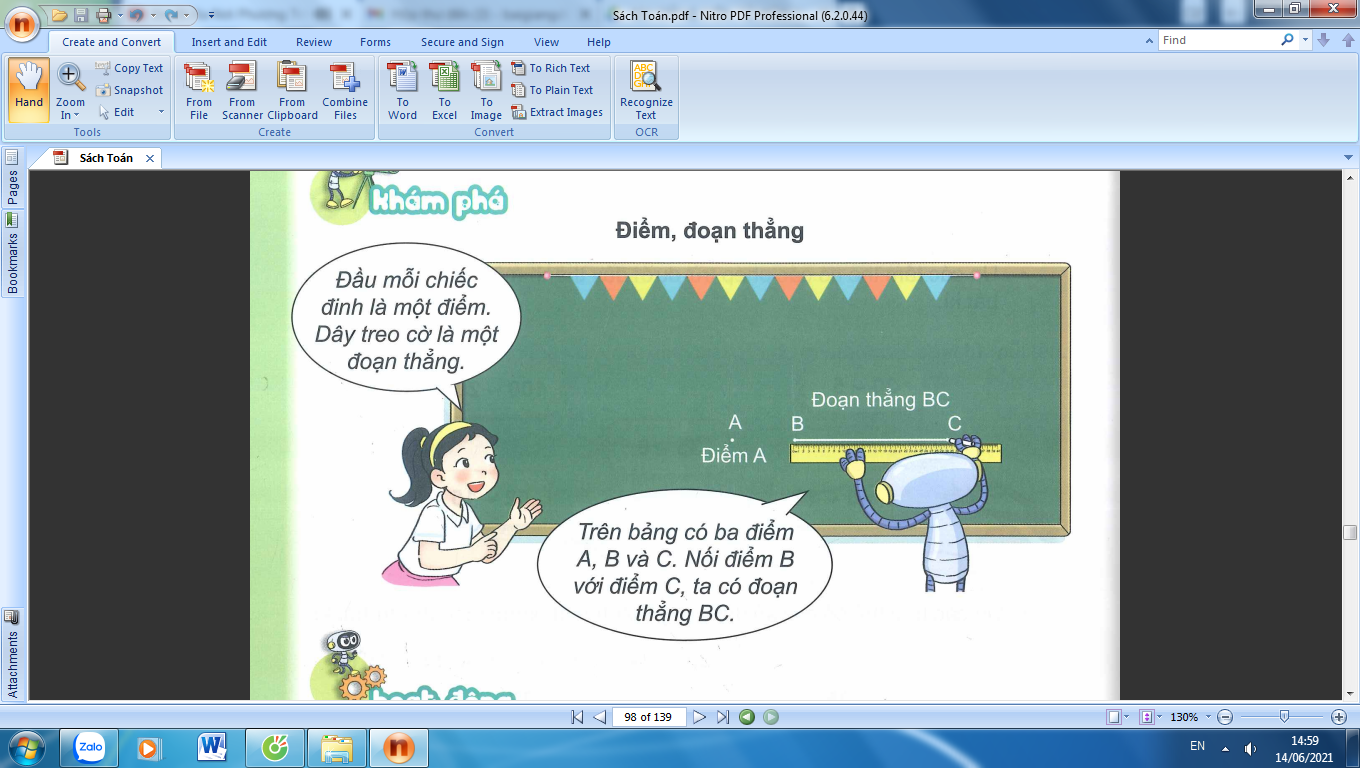 Sách Toán.pdf - Nitro PDF Professional (6.2.0.44)
Create and Convert Insert and Edit Review Forms Secure and Sign View Help Find
Hand
Zoom In
Copy Text
Snapshot
Edit
Tools
From File
From Scanner
From Clipboard
Combine Files
Create
To Word
To Excel
To Image
To Rich Text
To Plain Text
Extract Images
Convert
Recognize Text
OCR
Sách Toán
Pages
Bookmarks
Attachments
khám phá
Điểm, đoạn thẳng
Đầu mỗi chiếc
đinh là một điểm.
Dây treo cờ là một
đoạn thẳng.
Đoạn thẳng BC
A B C
Điểm A
Trên bảng có ba điểm
A, B và C. Nối điểm B
với điểm C, ta có đoạn
thẳng BC.
hoạt động
98 of 139
130%
Zalo
EN
14:59
14/06/2021